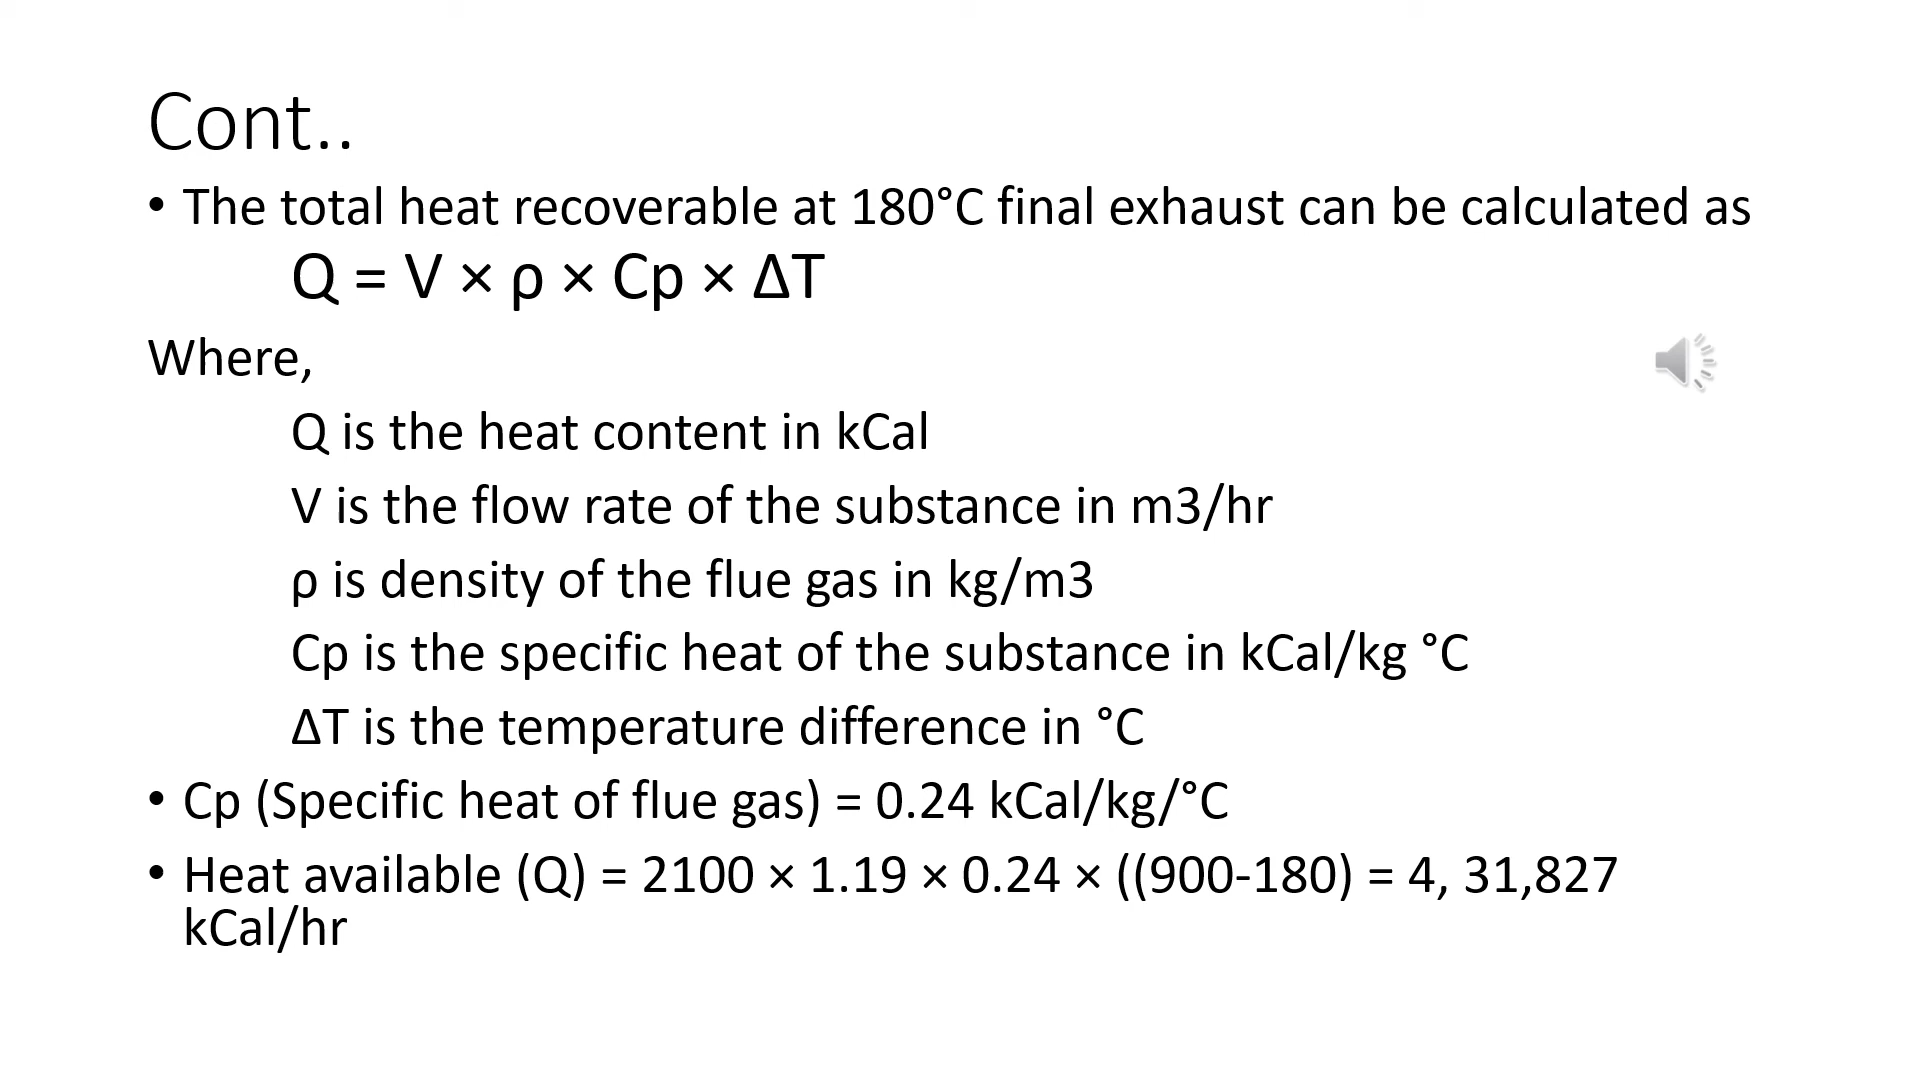 Cont..
• The total heat recoverable at 180°C final exhaust can be calculated as
Q = V × ρ × Cp × ΔT
Where,
Q is the heat content in kCal
V is the flow rate of the substance in m3/hr
ρ is density of the flue gas in kg/m3
Cp is the specific heat of the substance in kCal/kg °C
ΔT is the temperature difference in °C
• Cp (Specific heat of flue gas) = 0.24 kCal/kg/°C
• Heat available (Q) = 2100 × 1.19 × 0.24 × ((900-180) = 4, 31,827
kCal/hr